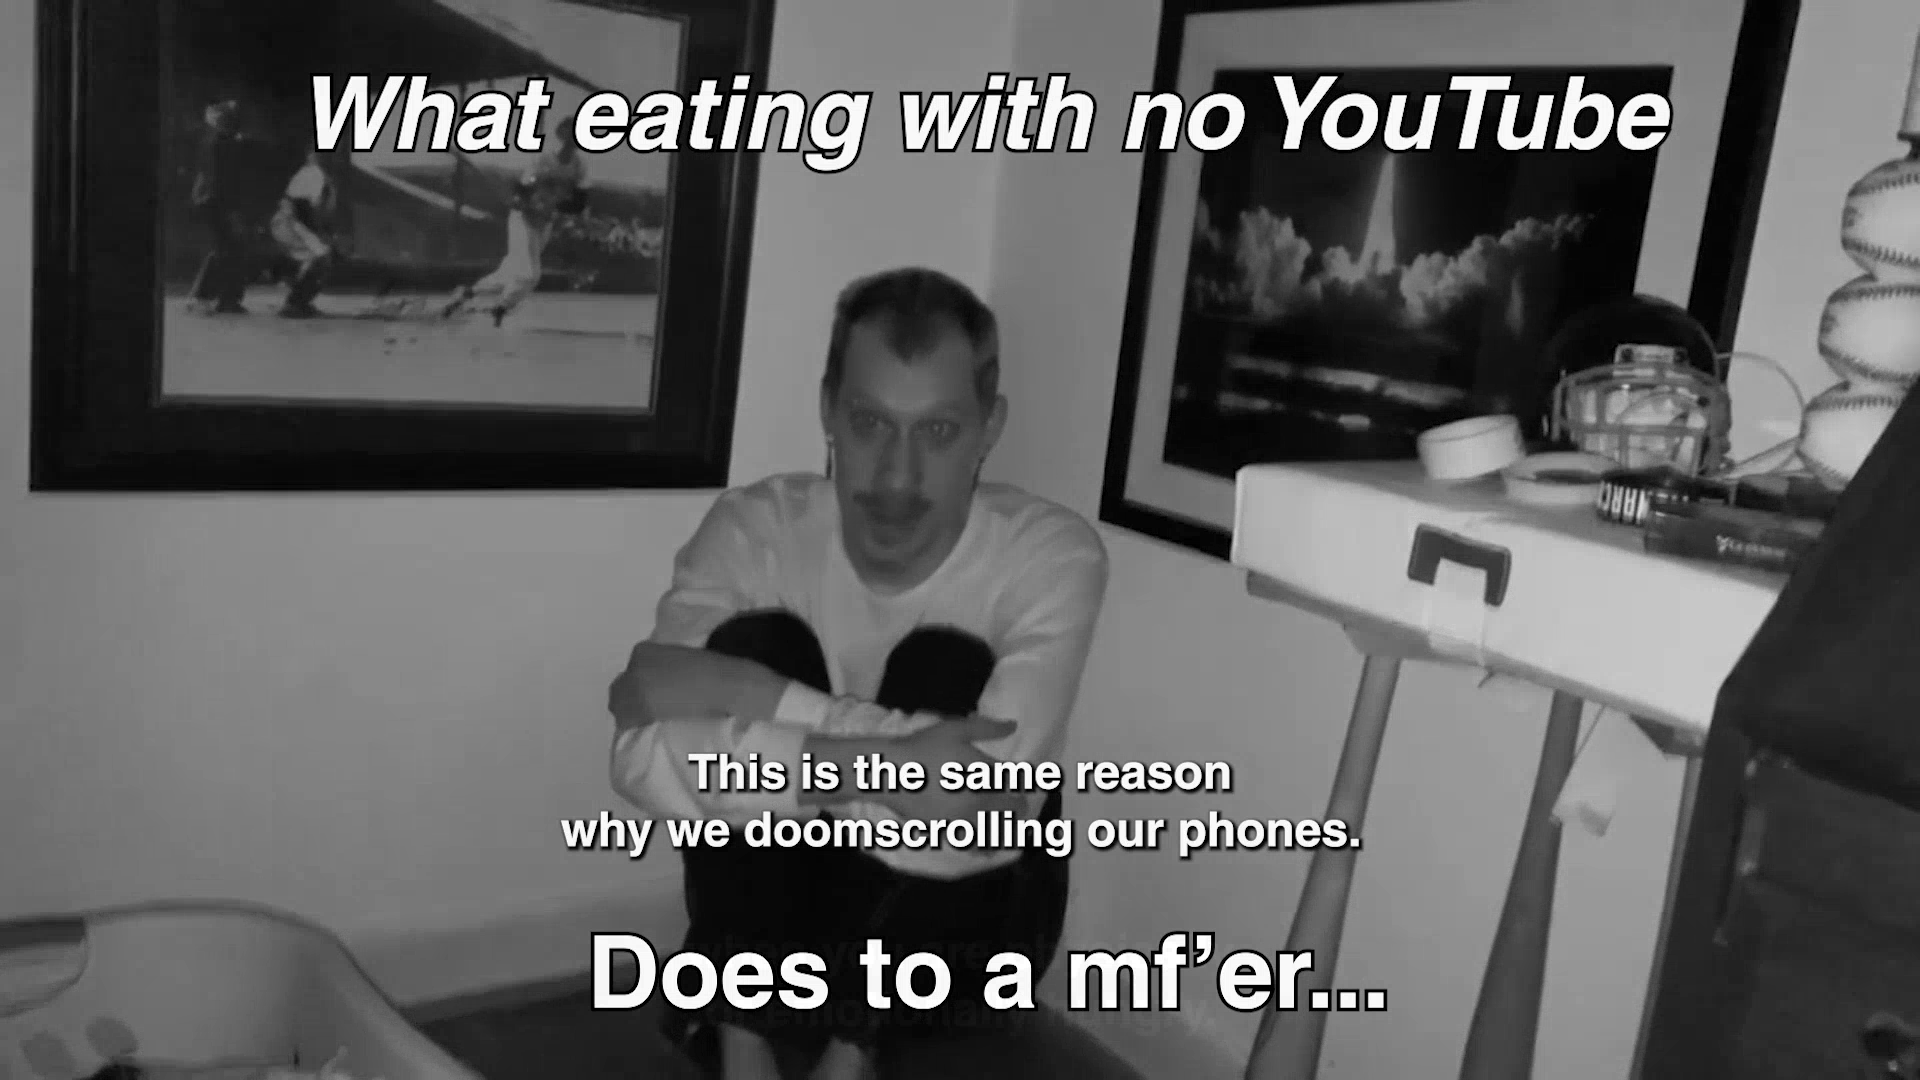 What eating with no YouTube
This is the same reason
why we doomscrolling our phones.
Does to a mf’er...